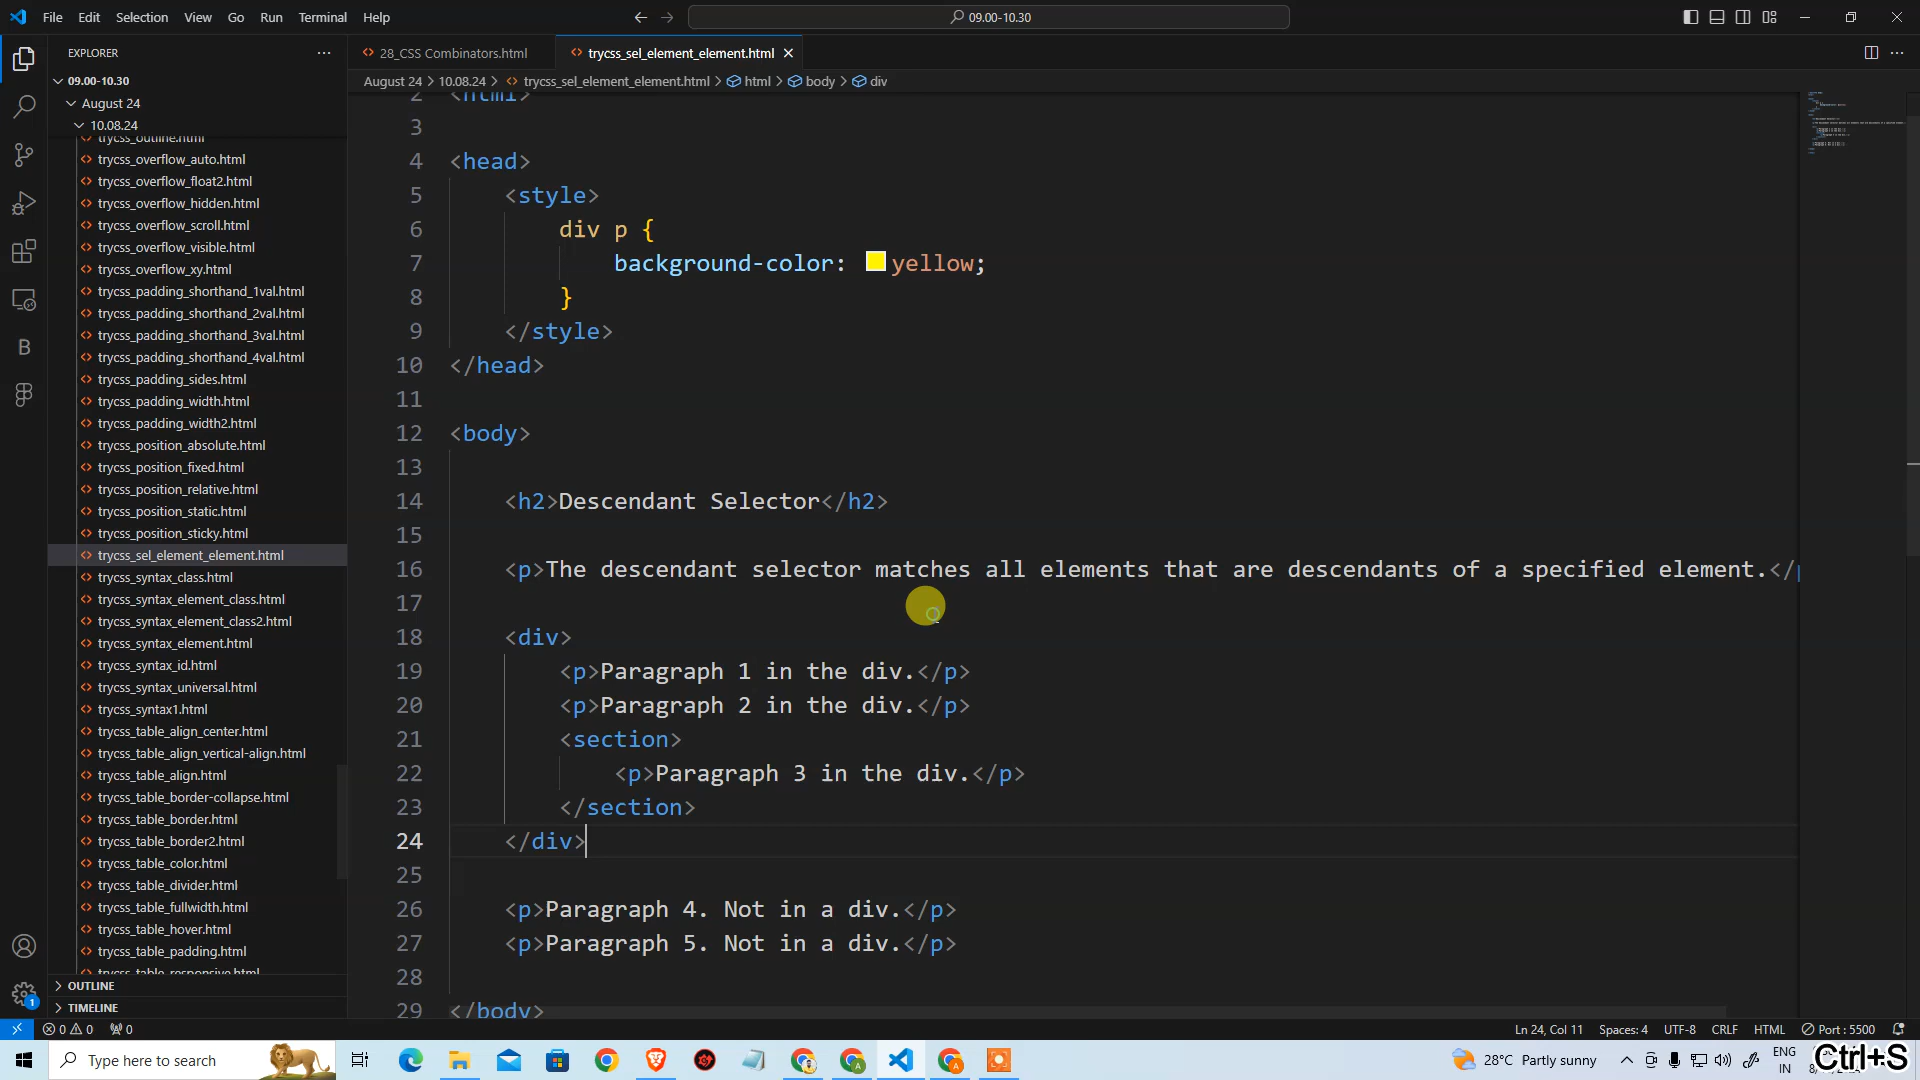 File Edit Selection View Go Run Terminal Help
09.00-10.30
EXPLORER
28_CSS Combinators.html
trycss_sel_element_element.html
09.00-10.30
August 24 > 10.08.24 > trycss_sel_element_element.html > html > body > div
August 24
10.08.24
trycss_outline.html
trycss_overflow_auto.html
trycss_overflow_float2.html
trycss_overflow_hidden.html
trycss_overflow_scroll.html
trycss_overflow_visible.html
trycss_overflow_xy.html
trycss_padding_shorthand_1val.html
trycss_padding_shorthand_2val.html
trycss_padding_shorthand_3val.html
trycss_padding_shorthand_4val.html
trycss_padding_sides.html
trycss_padding_width.html
trycss_padding_width2.html
trycss_position_absolute.html
trycss_position_fixed.html
trycss_position_relative.html
trycss_position_static.html
trycss_position_sticky.html
trycss_sel_element_element.html
trycss_syntax_class.html
trycss_syntax_element_class.html
trycss_syntax_element_class2.html
trycss_syntax_element.html
trycss_syntax_id.html
trycss_syntax_universal.html
trycss_syntax1.html
trycss_table_align_center.html
trycss_table_align_vertical-align.html
trycss_table_align.html
trycss_table_border-collapse.html
trycss_table_border.html
trycss_table_border2.html
trycss_table_color.html
trycss_table_divider.html
trycss_table_fullwidth.html
trycss_table_hover.html
trycss_table_padding.html
trycss_table_responsive.html
OUTLINE
TIMELINE
2 <html>
3
4 <head>
5 <style>
6 div p {
7 background-color: yellow;
8 }
9 </style>
10 </head>
11
12 <body>
13
14 <h2>Descendant Selector</h2>
15
16 <p>The descendant selector matches all elements that are descendants of a specified element.</p
17
18 <div>
19 <p>Paragraph 1 in the div.</p>
20 <p>Paragraph 2 in the div.</p>
21 <section>
22 <p>Paragraph 3 in the div.</p>
23 </section>
24 </div>
25
26 <p>Paragraph 4. Not in a div.</p>
27 <p>Paragraph 5. Not in a div.</p>
28
29 </body>
0 0 0
Ln 24, Col 11 Spaces: 4 UTF-8 CRLF HTML Port : 5500
Type here to search
28°C Partly sunny
ENG
IN
Ctrl+S